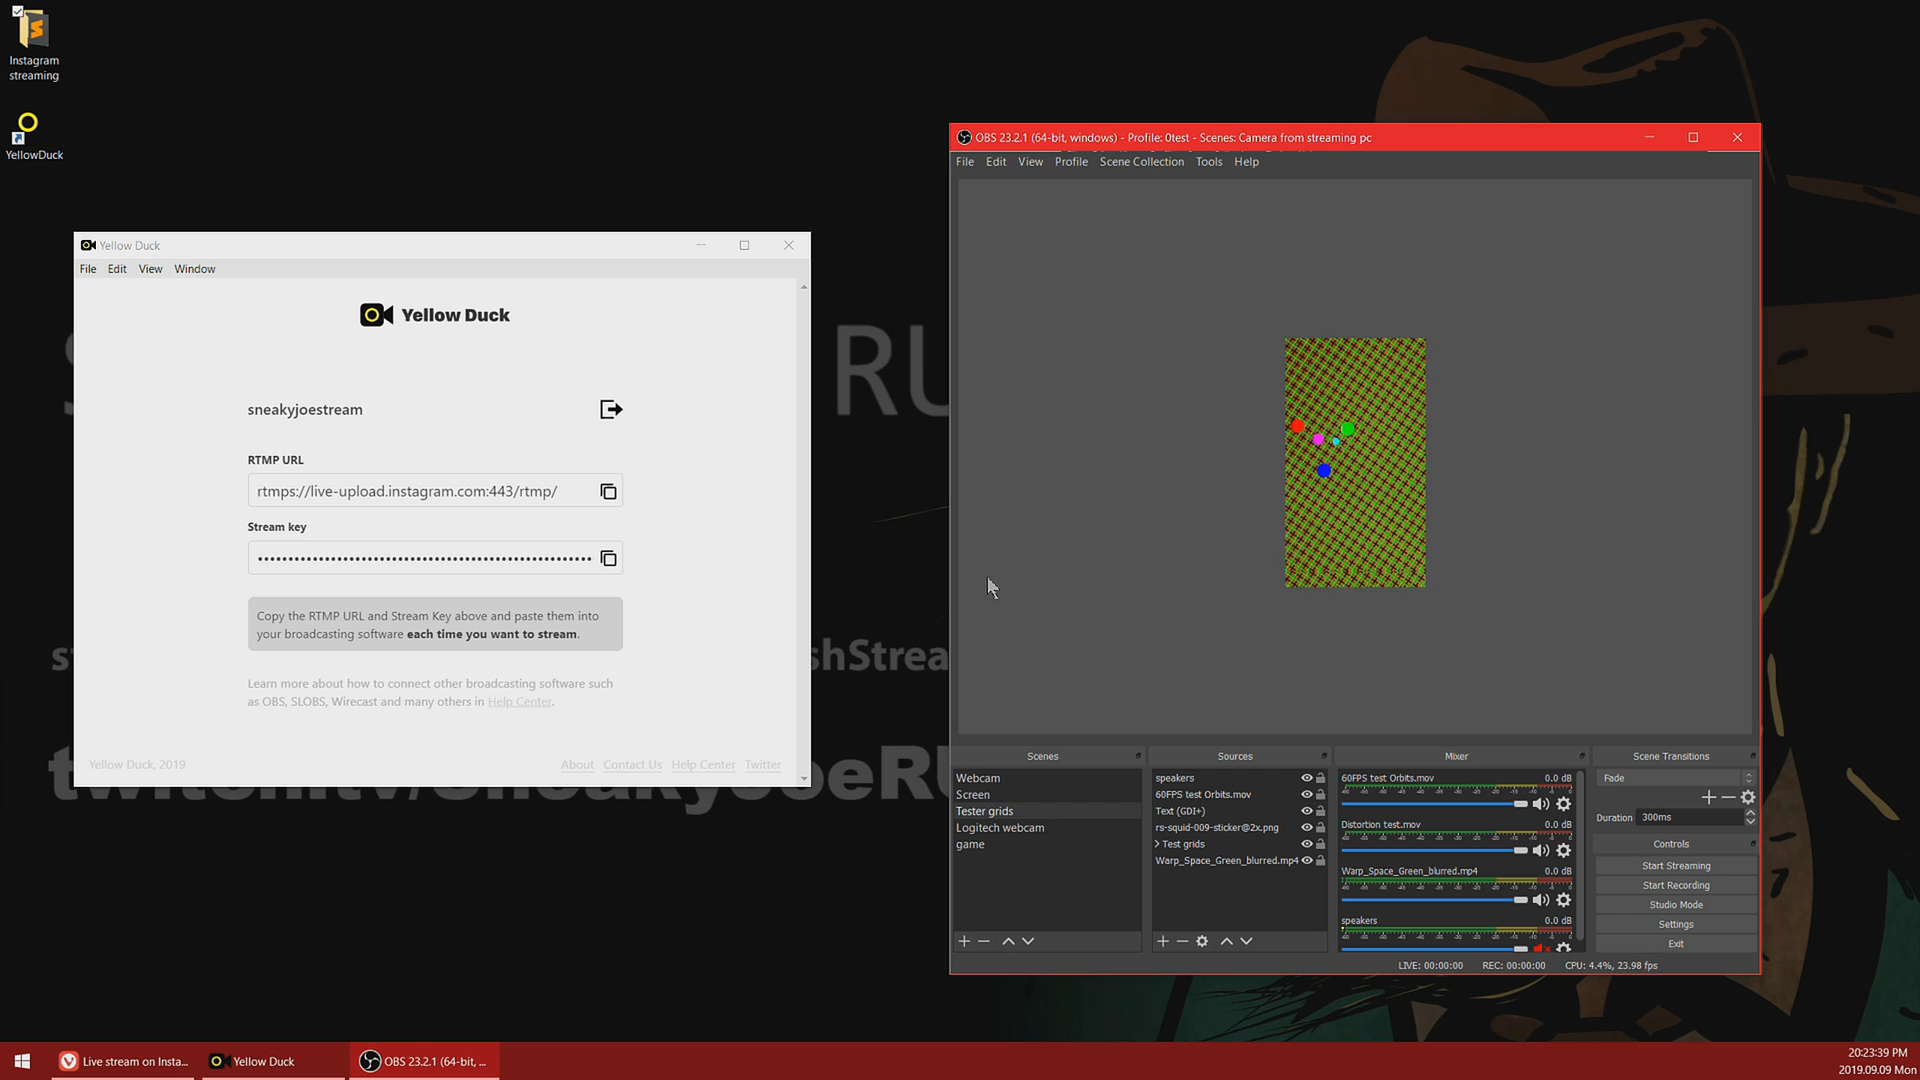 Instagram
streaming
YellowDuck
Yellow Duck
File Edit View Window
Yellow Duck
sneakyjoestream
RTMP URL
rtmps://live-upload.instagram.com:443/rtmp/
Stream key
Copy the RTMP URL and Stream Key above and paste them into
your broadcasting software each time you want to stream.
Learn more about how to connect other broadcasting software such
as OBS, SLOBS, Wirecast and many others in Help Center.
Yellow Duck, 2019 About Contact Us Help Center Twitter
OBS 23.2.1 (64-bit, windows) - Profile: 0test - Scenes: Camera from streaming pc
File Edit View Profile Scene Collection Tools Help
Scenes
Webcam
Screen
Tester grids
Logitech webcam
game
Sources
speakers
60FPS test Orbits.mov
Text (GDI+)
rs-squid-009-sticker@2x.png
Test grids
Warp_Space_Green_blurred.mp4
Mixer
60FPS test Orbits.mov 0.0 dB
Distortion test.mov 0.0 dB
Warp_Space_Green_blurred.mp4 0.0 dB
speakers 0.0 dB
Scene Transitions
Fade
Duration 300ms
Controls
Start Streaming
Start Recording
Studio Mode
Settings
Exit
LIVE: 00:00:00 REC: 00:00:00 CPU: 4.4%, 23.98 fps
Live stream on Insta...
Yellow Duck
OBS 23.2.1 (64-bit, ...
20:23:39 PM
2019.09.09 Mon